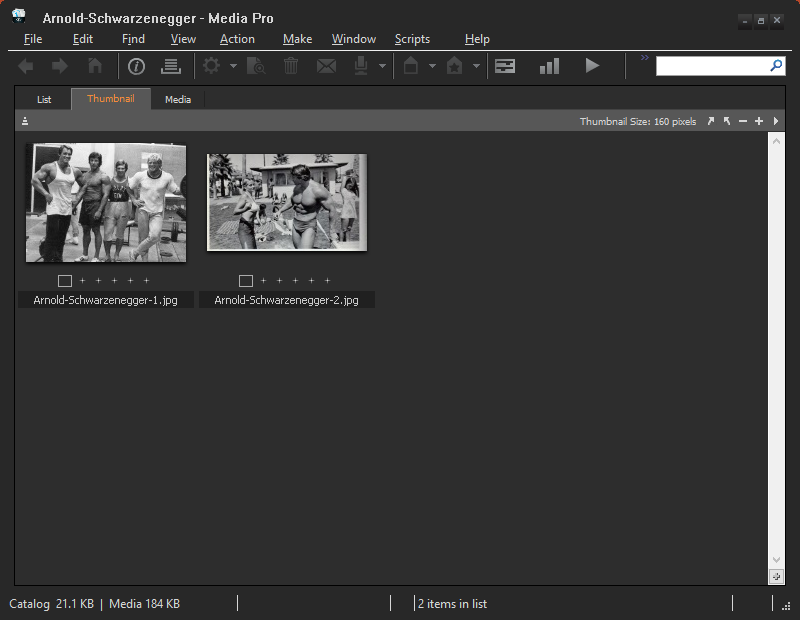 Arnold-Schwarzenegger - Media Pro
File Edit Find View Action Make Window Scripts Help
List Thumbnail Media
Thumbnail Size: 160 pixels
Arnold-Schwarzenegger-1.jpg Arnold-Schwarzenegger-2.jpg
Catalog 21.1 KB | Media 184 KB 2 items in list